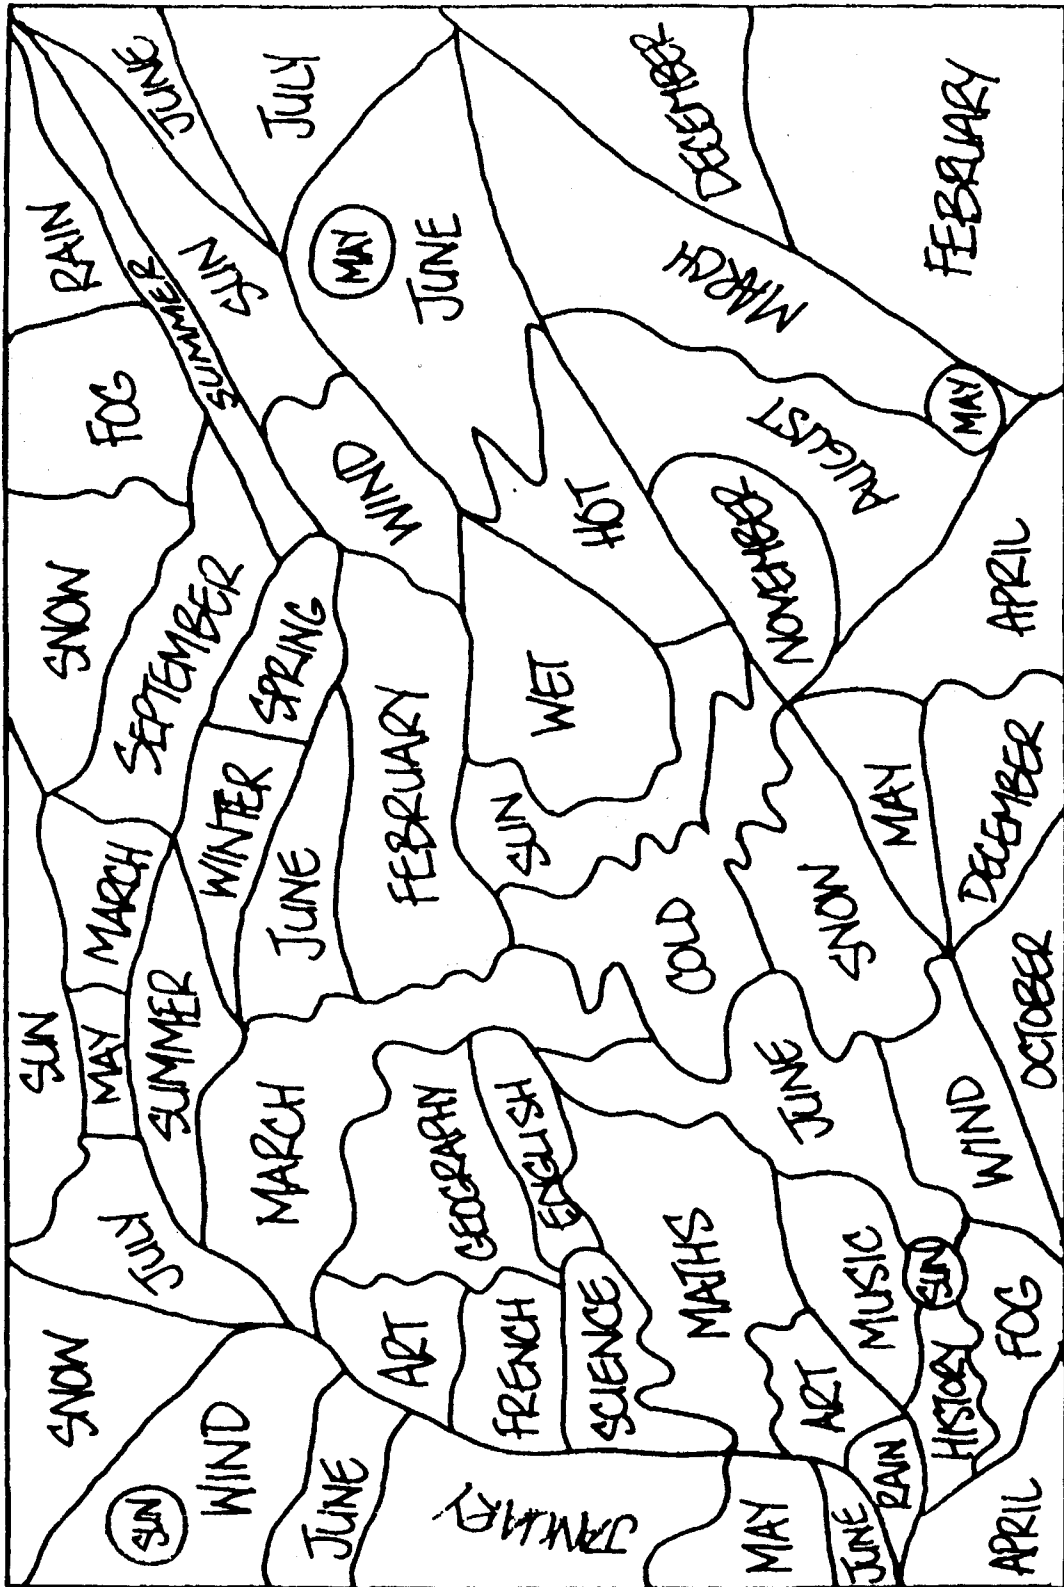 SNOW
SUN
SNOW
FOG
RAIN
SUN
WIND
JULY
MAY
MARCH
SEPTEMBER
SUMMER
SUN
JUNE
SUMMER
WINTER
SPRING
JULY
JUNE
MARCH
JUNE
WIND
MAY
JUNE
ART
GEOGRAPHY
FEBRUARY
JANUARY
FRENCH
ENGLISH
SUN
WET
HOT
SCIENCE
MATHS
COLD
MARCH
DECEMBER
MAY
ART
JUNE
SNOW
NOVEMBER
AUGUST
JUNE
RAIN
MUSIC
SUN
MAY
MAY
HISTORY
WIND
DECEMBER
APRIL
FEBRUARY
APRIL
FOG
OCTOBER